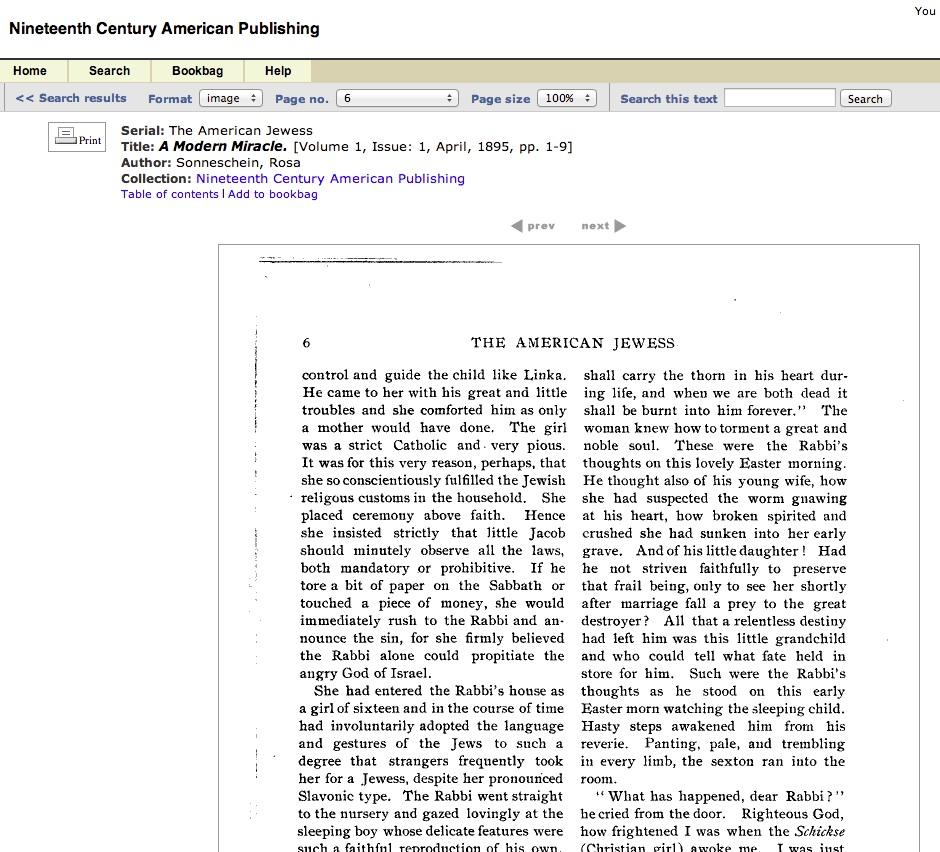 You
Nineteenth Century American Publishing
Home Search Bookbag Help
<< Search results Format image Page no. 6 Page size 100% Search this text Search
Print
Serial: The American Jewess
Title: A Modern Miracle. [Volume 1, Issue: 1, April, 1895, pp. 1-9]
Author: Sonneschein, Rosa
Collection: Nineteenth Century American Publishing
Table of contents | Add to bookbag
prev next
6 THE AMERICAN JEWESS
control and guide the child like Linka.
He came to her with his great and little
troubles and she comforted him as only
a mother would have done. The girl
was a strict Catholic and very pious.
It was for this very reason, perhaps, that
she so conscientiously fulfilled the Jewish
religous customs in the household. She
placed ceremony above faith. Hence
she insisted strictly that little Jacob
should minutely observe all the laws,
both mandatory or prohibitive. If he
tore a bit of paper on the Sabbath or
touched a piece of money, she would
immediately rush to the Rabbi and an-
nounce the sin, for she firmly believed
the Rabbi alone could propitiate the
angry God of Israel.
She had entered the Rabbi's house as
a girl of sixteen and in the course of time
had involuntarily adopted the language
and gestures of the Jews to such a
degree that strangers frequently took
her for a Jewess, despite her pronounced
Slavonic type. The Rabbi went straight
to the nursery and gazed lovingly at the
sleeping boy whose delicate features were
such a faithful reproduction of his own.
shall carry the thorn in his heart dur-
ing life, and when we are both dead it
shall be burnt into him forever." The
woman knew how to torment a great and
noble soul. These were the Rabbi's
thoughts on this lovely Easter morning.
He thought also of his young wife, how
she had suspected the worm gnawing
at his heart, how broken spirited and
crushed she had sunken into her early
grave. And of his little daughter! Had
he not striven faithfully to preserve
that frail being, only to see her shortly
after marriage fall a prey to the great
destroyer? All that a relentless destiny
had left him was this little grandchild
and who could tell what fate held in
store for him. Such were the Rabbi's
thoughts as he stood on this early
Easter morn watching the sleeping child.
Hasty steps awakened him from his
reverie. Panting, pale, and trembling
in every limb, the sexton ran into the
room.
"What has happened, dear Rabbi?"
he cried from the door. Righteous God,
how frightened I was when the Schickse
(Christian girl) awoke me. I was just